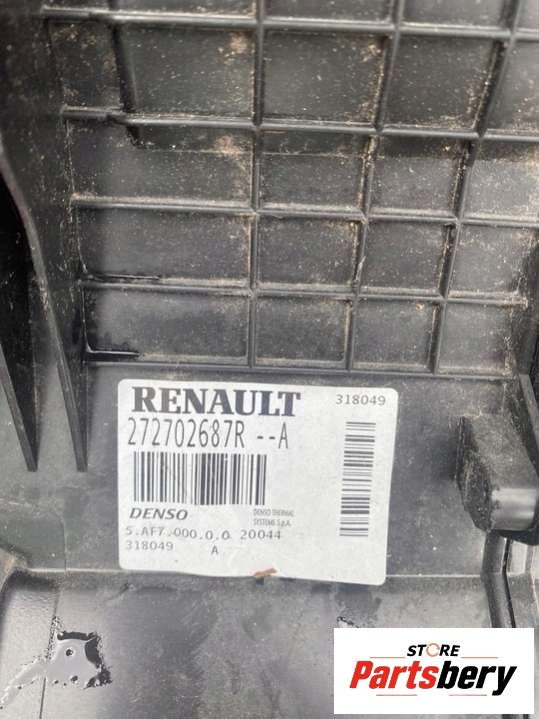 RENAULT 318049
272702687R --A
DENSO DENSO THERMAL
SYSTEMS S.p.A.
5.AF7.000.0.0 20044
318049 A
STORE
Partsbery